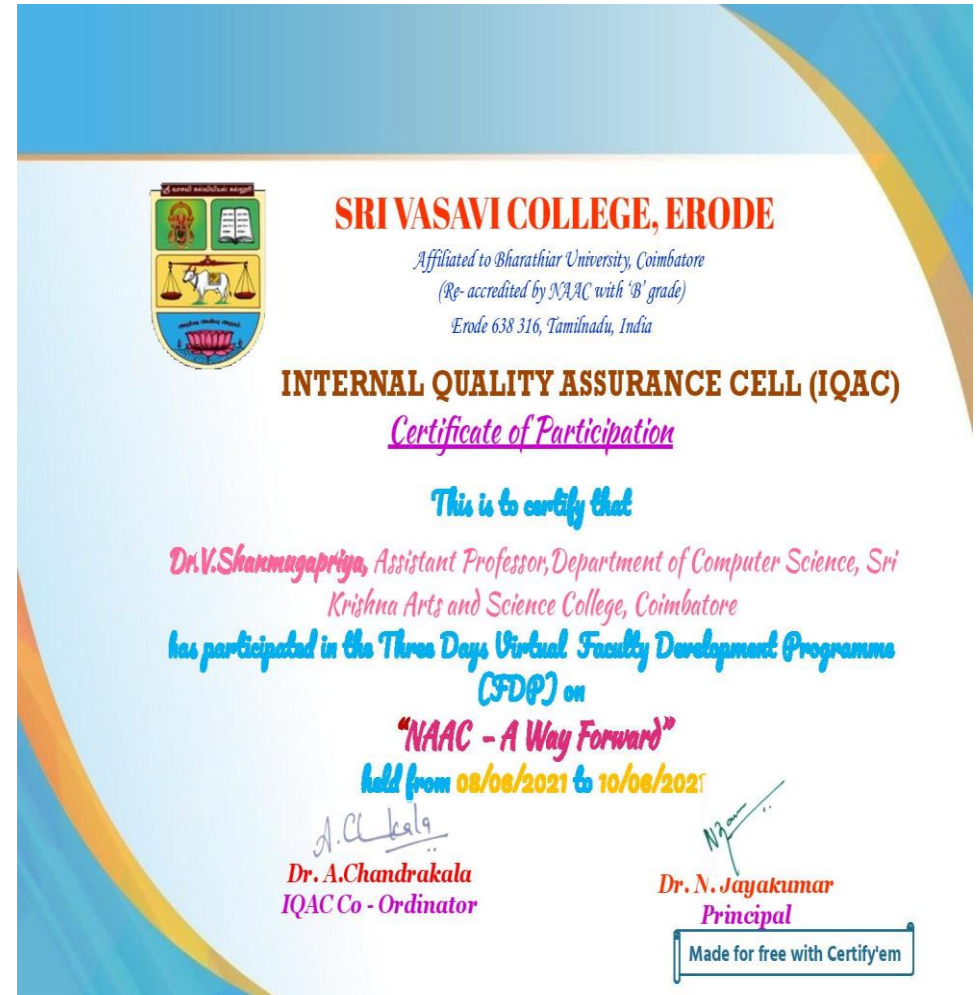 SRI VASAVI COLLEGE, ERODE
Affiliated to Bharathiar University, Coimbatore
(Re- accredited by NAAC with ‘B’ grade)
Erode 638 316, Tamilnadu, India
INTERNAL QUALITY ASSURANCE CELL (IQAC)
Certificate of Participation
This is to certify that
Dr.V.Shanmugapriya, Assistant Professor,Department of Computer Science, Sri
Krishna Arts and Science College, Coimbatore
has participated in the Three Days Virtual Faculty Development Programme
(FDP) on
“NAAC - A Way Forward”
held from 08/06/2021 to 10/06/2021
Dr. A.Chandrakala
IQAC Co - Ordinator
Dr. N. Jayakumar
Principal
Made for free with Certify'em